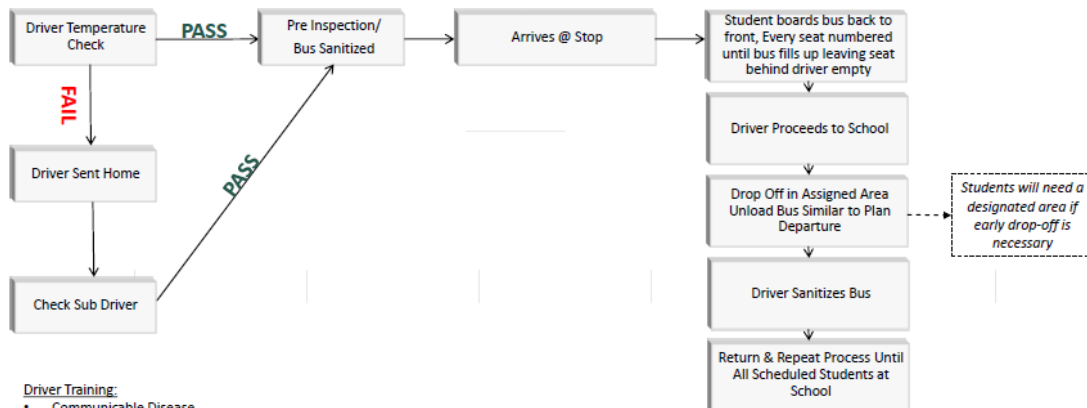 Driver Temperature
Check
PASS
Pre Inspection/
Bus Sanitized
Arrives @ Stop
Student boards bus back to
front, Every seat numbered
until bus fills up leaving seat
behind driver empty
FAIL
Driver Proceeds to School
Driver Sent Home
PASS
Drop Off in Assigned Area
Unload Bus Similar to Plan
Departure
Students will need a
designated area if
early drop-off is
necessary
Check Sub Driver
Driver Sanitizes Bus
Return & Repeat Process Until
All Scheduled Students at
School
Driver Training:
• Communicable Disease